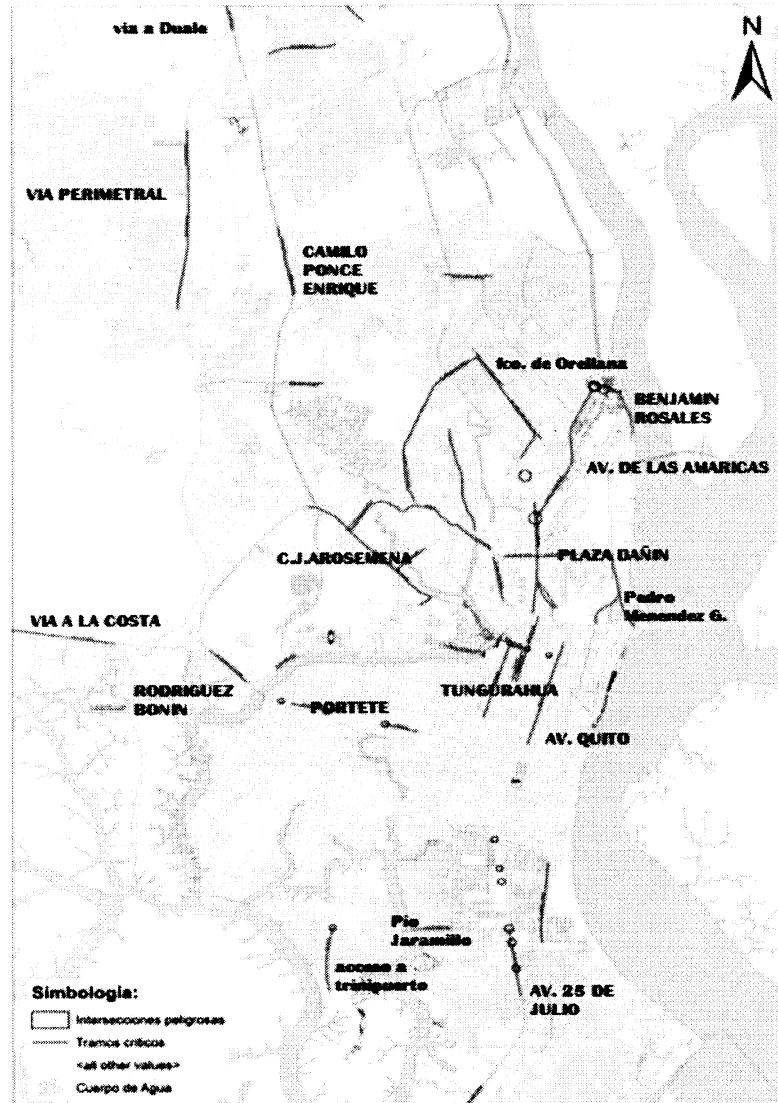 via a Daule
N
VIA PERIMETRAL
CAMILO
PONCE
ENRIQUE
fco. de Orellana
BENJAMIN
ROSALES
AV. DE LAS AMARICAS
C.J.AROSEMENA
PLAZA DAÑIN
Pedro
Menendez G.
VIA A LA COSTA
RODRIGUEZ
BONIN
PORTETE
TUNGURAHUA
AV. QUITO
Pio
Jaramillo
acceso a
trinipuerto
AV. 25 DE
JULIO
Simbologia:
Intersecciones peligrosas
Tramos criticos
<all other values>
Cuerpo de Agua